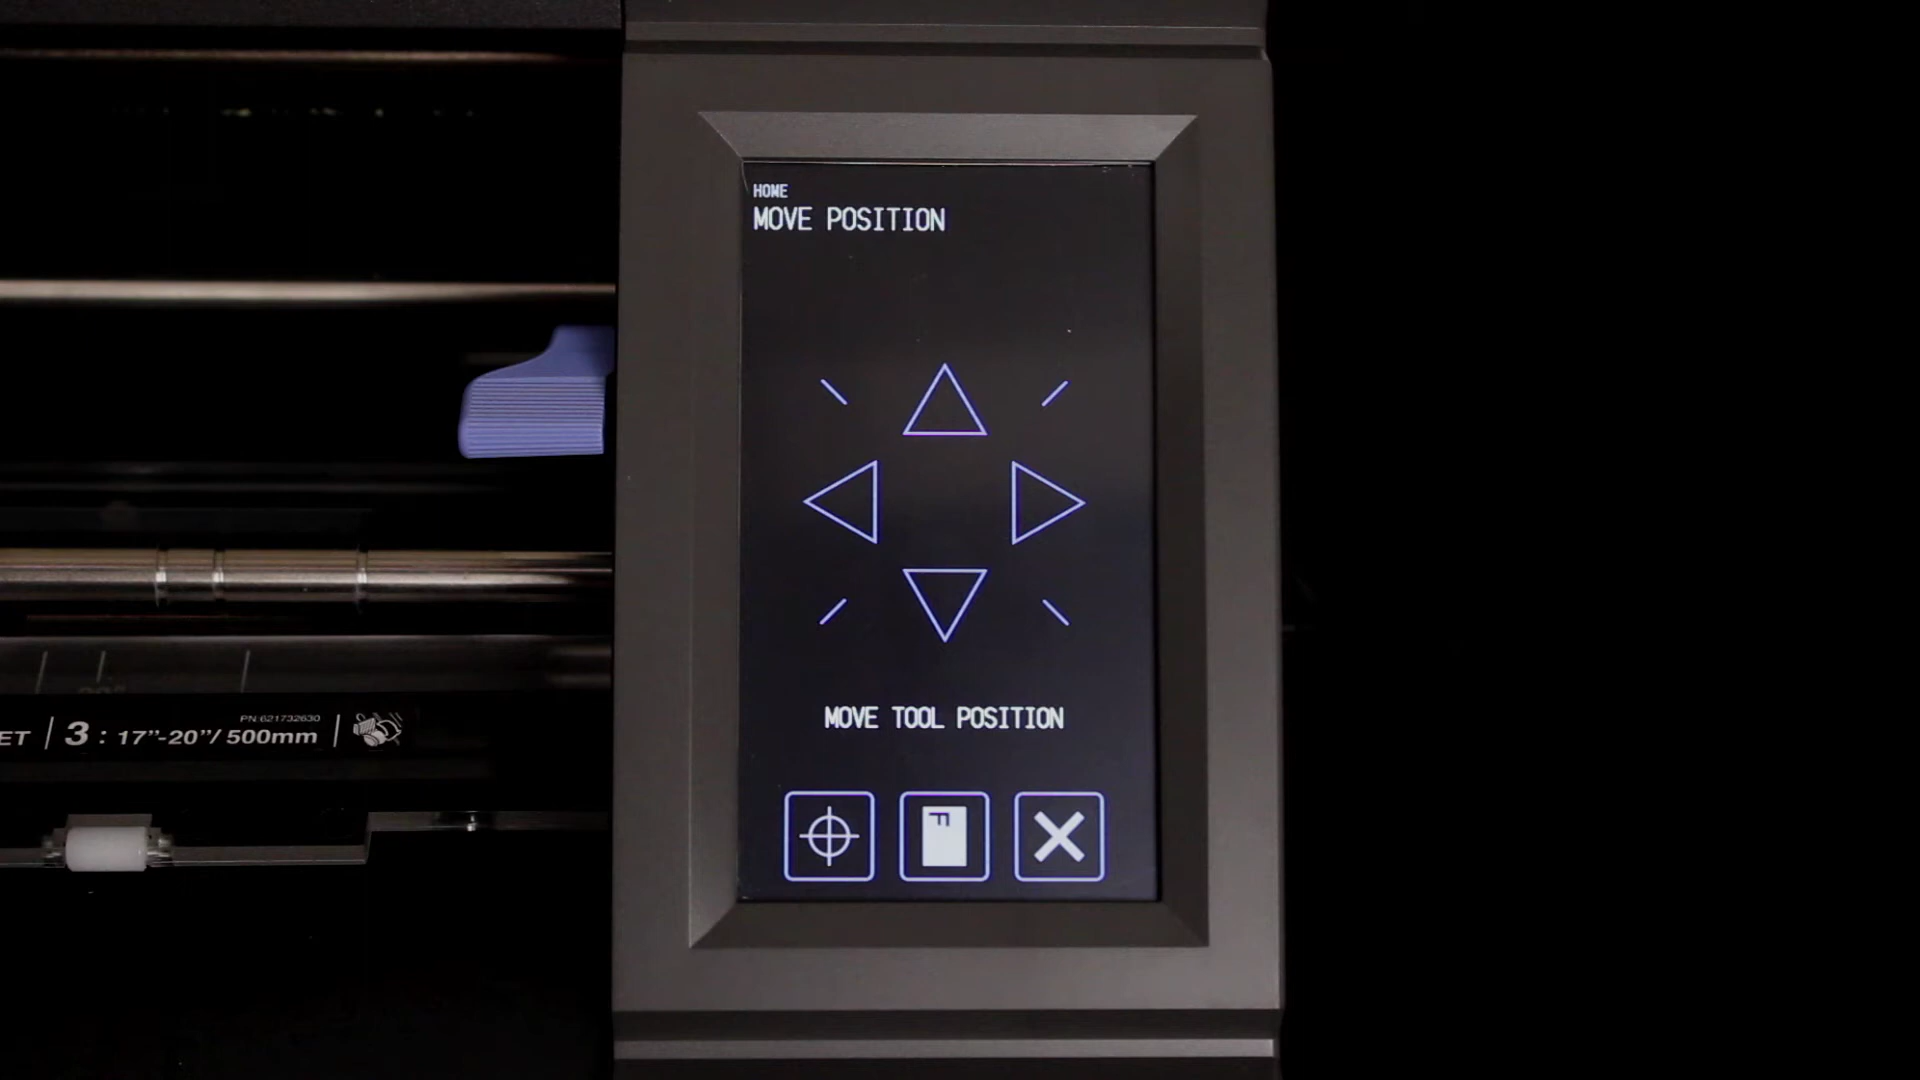 HOME
MOVE POSITION
MOVE TOOL POSITION
F
PN:621732630
ET | 3 : 17”-20”/ 500mm